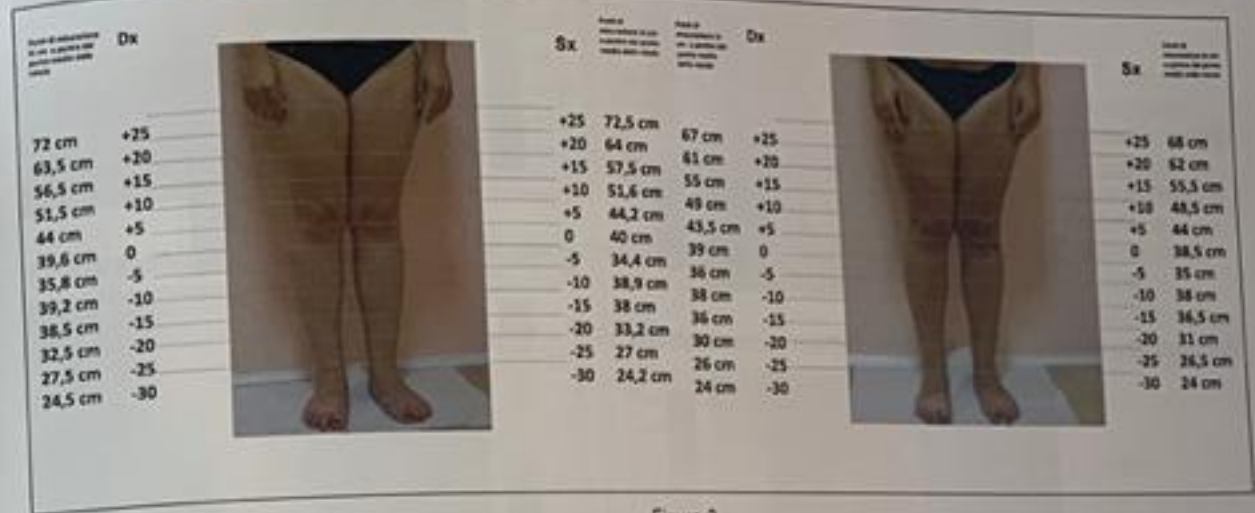 Dx
72 cm +25
63,5 cm +20
56,5 cm +15
51,5 cm +10
44 cm +5
39,6 cm 0
35,8 cm -5
39,2 cm -10
38,5 cm -15
32,5 cm -20
27,5 cm -25
24,5 cm -30
Sx
+25 72,5 cm
+20 64 cm
+15 57,5 cm
+10 51,6 cm
+5 44,2 cm
0 40 cm
-5 34,4 cm
-10 38,9 cm
-15 38 cm
-20 33,2 cm
-25 27 cm
-30 24,2 cm
Dx
67 cm +25
61 cm +20
55 cm +15
49 cm +10
43,5 cm +5
39 cm 0
36 cm -5
38 cm -10
36 cm -15
30 cm -20
26 cm -25
24 cm -30
Sx
+25 68 cm
+20 62 cm
+15 55,5 cm
+10 48,5 cm
+5 44 cm
0 38,5 cm
-5 35 cm
-10 38 cm
-15 36,5 cm
-20 31 cm
-25 26,5 cm
-30 24 cm